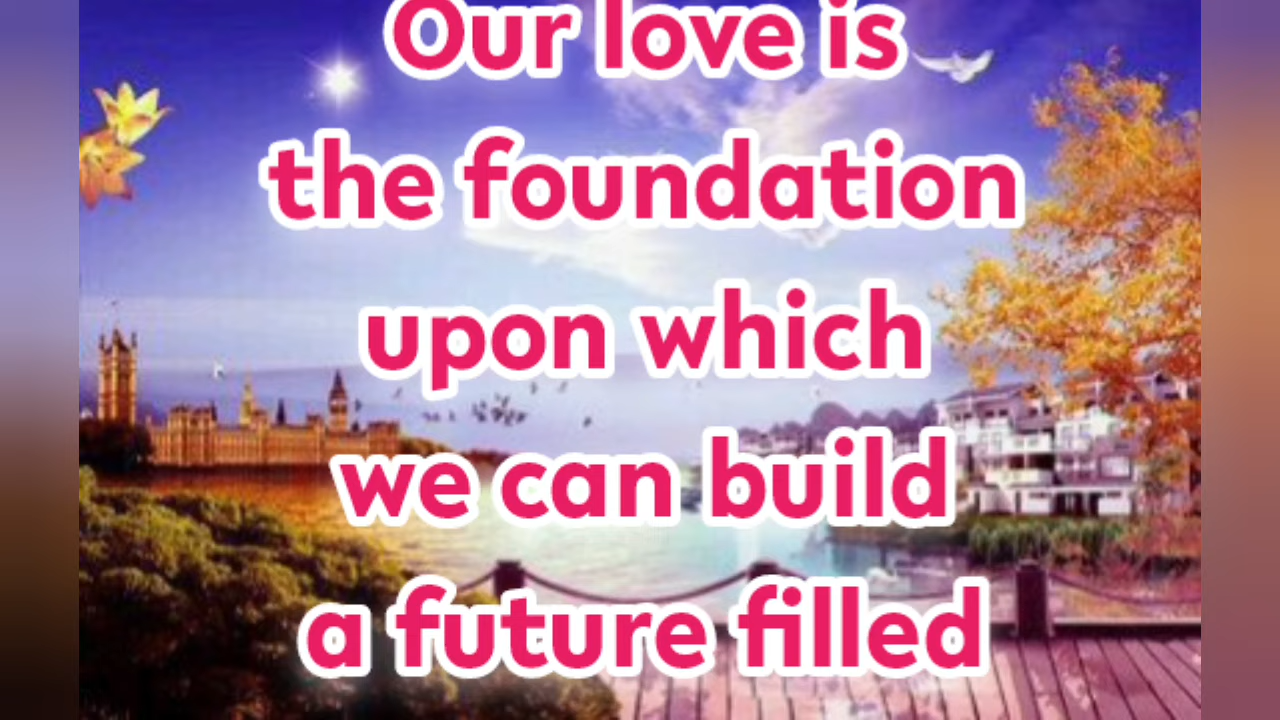 Our love is
the foundation
upon which
we can build
a future filled